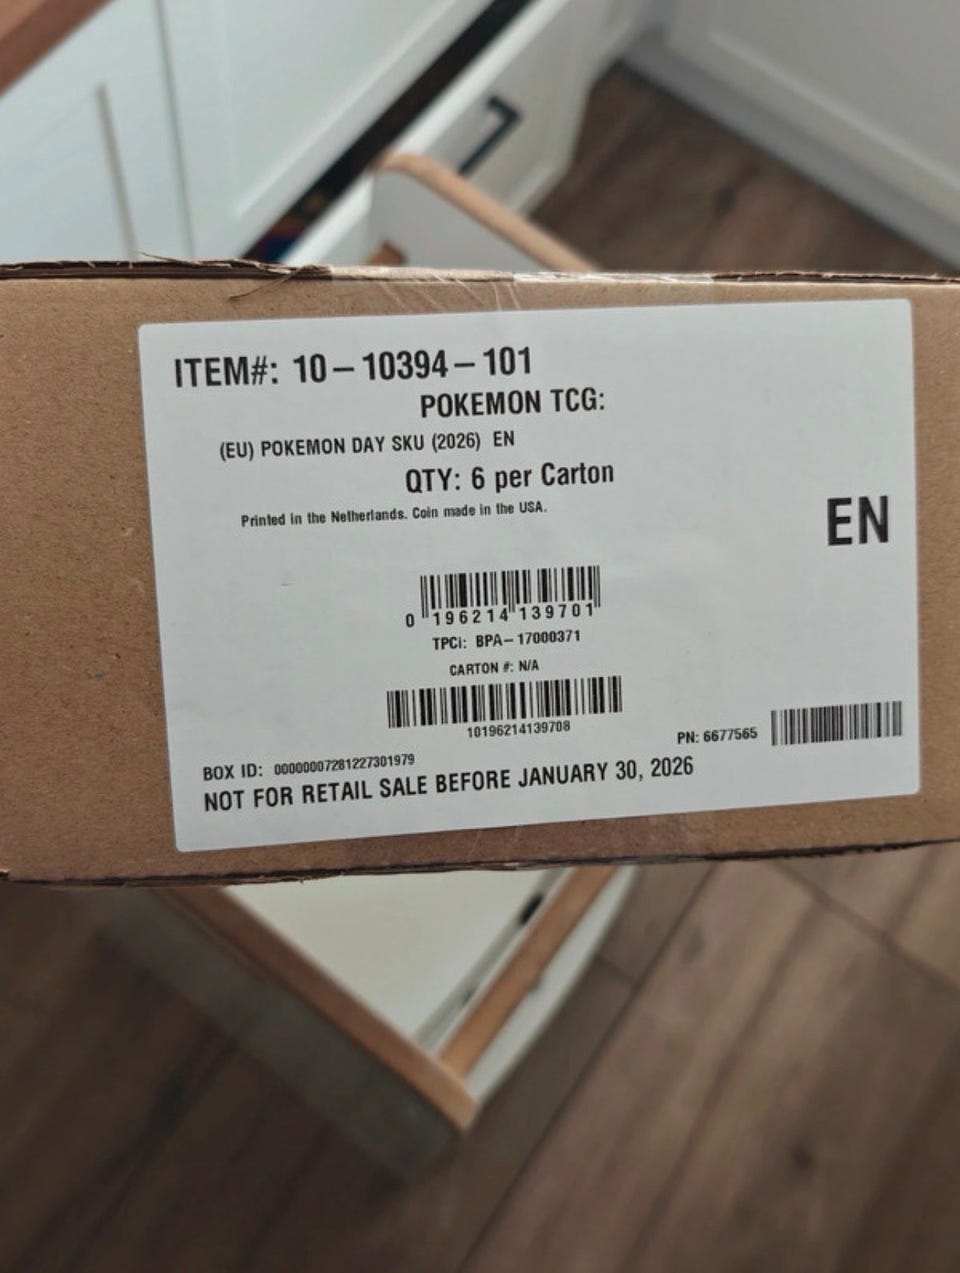 ITEM#: 10-10394-101
POKEMON TCG:
(EU) POKEMON DAY SKU (2026) EN
QTY: 6 per Carton
Printed in the Netherlands. Coin made in the USA.
EN
0 196214 139701
TPCi: BPA-17000371
CARTON #: N/A
10196214139708
PN: 6677565
BOX ID: 00000007281227301979
NOT FOR RETAIL SALE BEFORE JANUARY 30, 2026